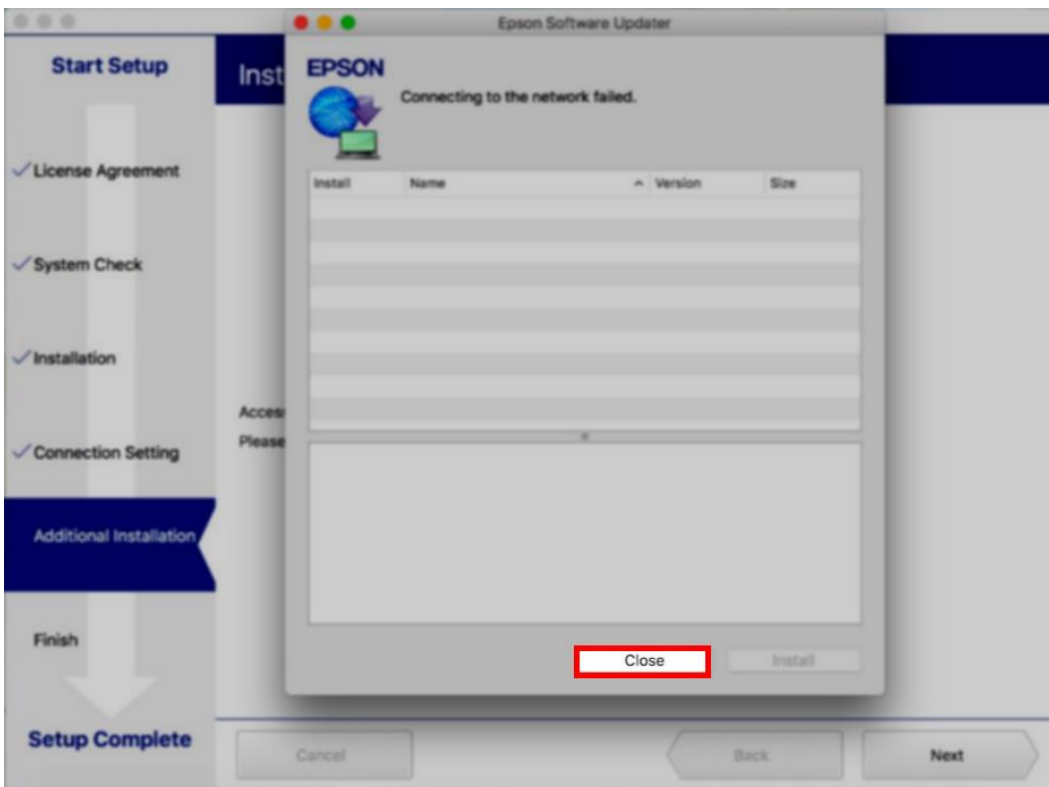 Epson Software Updater
Start Setup
Inst
EPSON
Connecting to the network failed.
License Agreement
Install Name Version Size
System Check
Installation
Acces
Please
Connection Setting
Additional Installation
Finish
Close Install
Setup Complete
Cancel Back Next